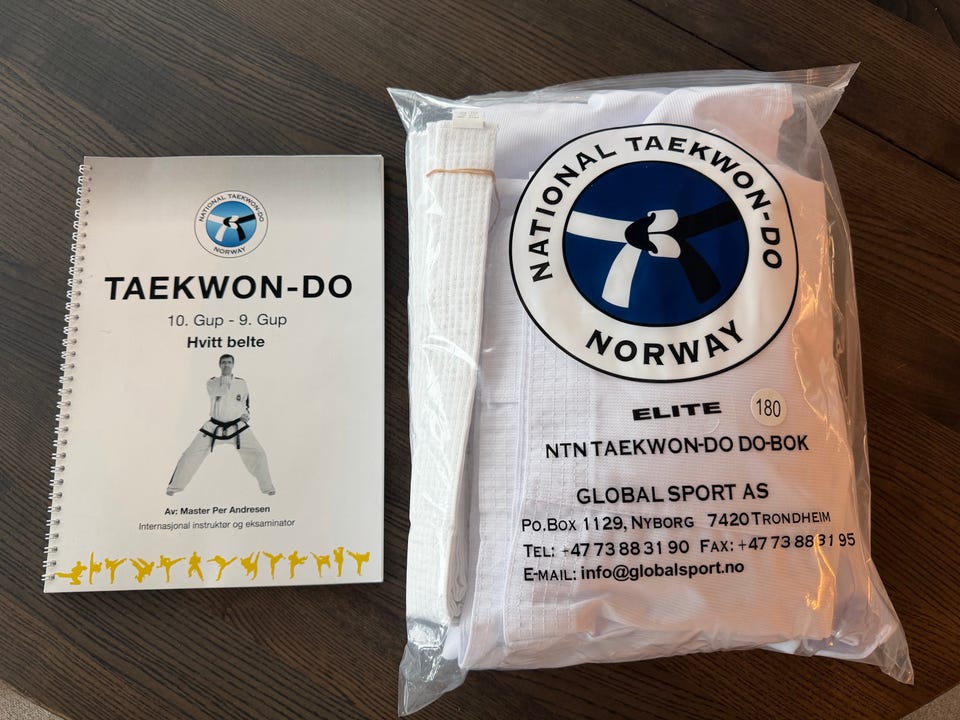 NATIONAL TAEKWON-DO
NORWAY
TAEKWON-DO
10. Gup - 9. Gup
Hvitt belte
Av: Master Per Andresen
Internasjonal instruktør og eksaminator
NATIONAL TAEKWON-DO
NORWAY
ELITE 180
NTN TAEKWON-DO DO-BOK
GLOBAL SPORT AS
PO.BOX 1129, NYBORG 7420 TRONDHEIM
TEL: +47 73 88 31 90 FAX: +47 73 88 31 95
E-MAIL: info@globalsport.no